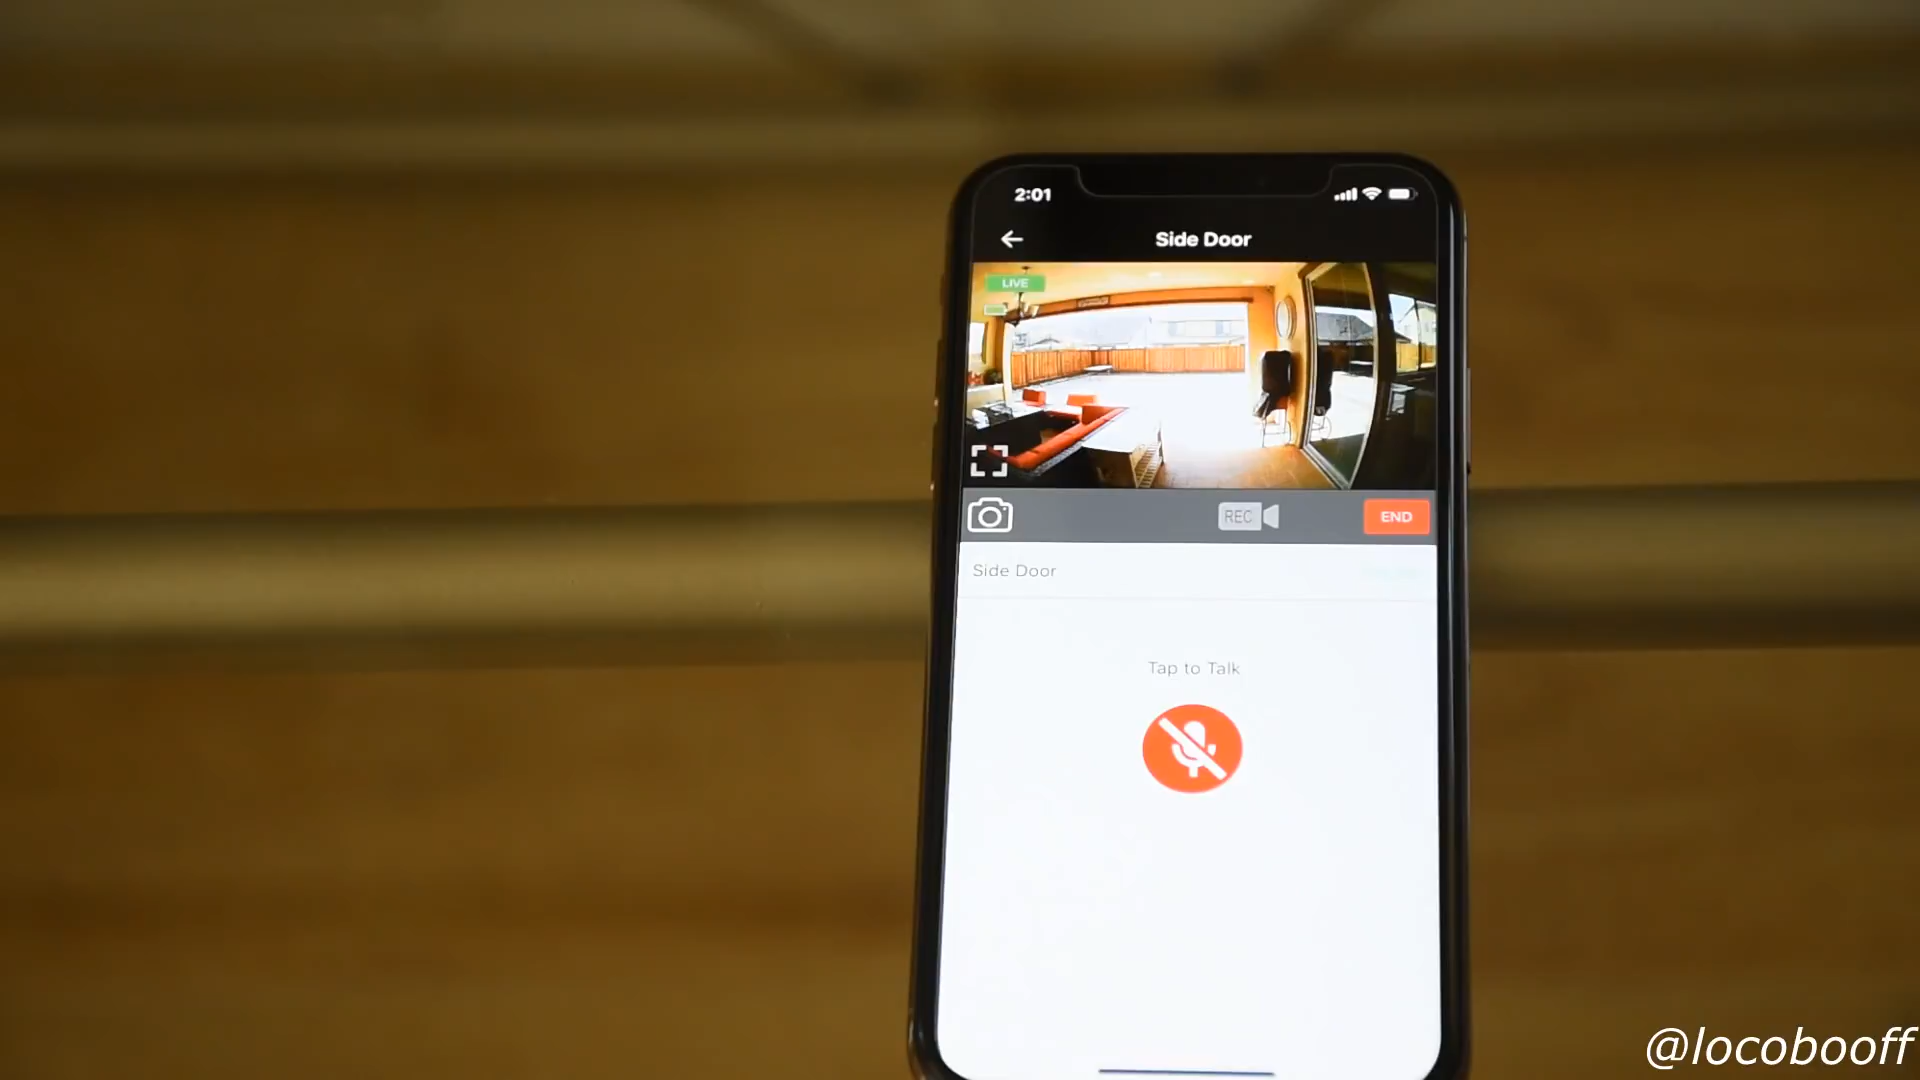 2:01
Side Door
LIVE
REC
END
Side Door
Tap to Talk
@locobooff